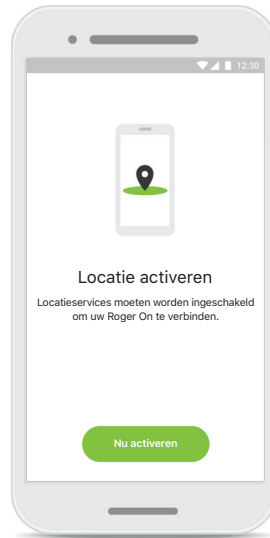 12:30
Locatie activeren
Locatieservices moeten worden ingeschakeld
om uw Roger On te verbinden.
Nu activeren